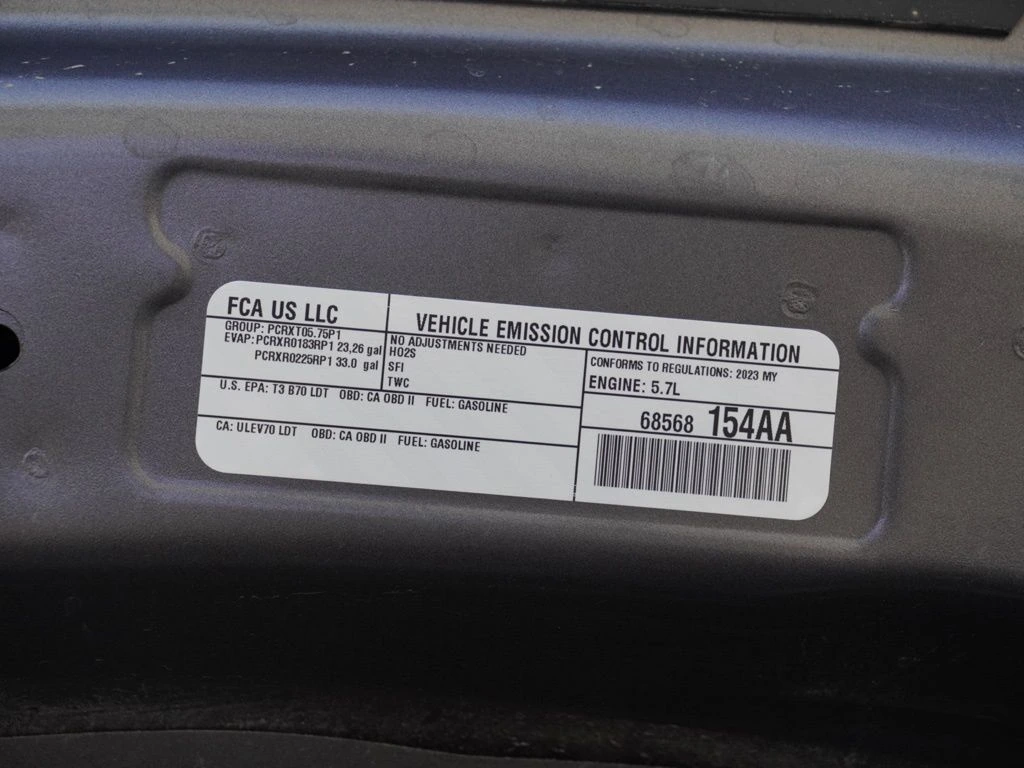 FCA US LLC
GROUP: PCRXT05.75P1
EVAP: PCRXR0183RP1 23,26 gal
PCRXR0225RP1 33.0 gal
VEHICLE EMISSION CONTROL INFORMATION
NO ADJUSTMENTS NEEDED
HO2S
SFI
TWC
CONFORMS TO REGULATIONS: 2023 MY
ENGINE: 5.7L
U.S. EPA: T3 B70 LDT OBD: CA OBD II FUEL: GASOLINE
CA: ULEV70 LDT OBD: CA OBD II FUEL: GASOLINE
68568 154AA